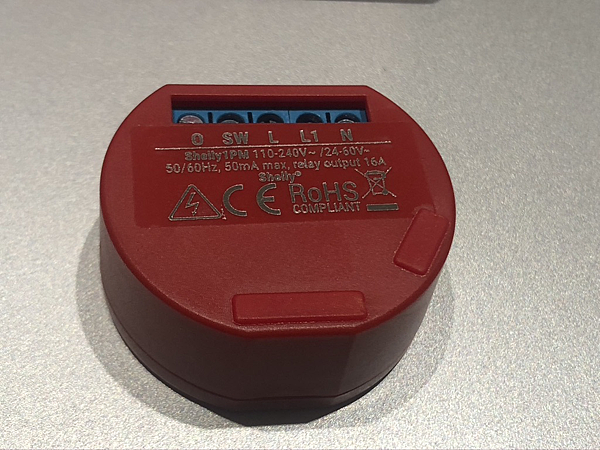 O SW L L1 N
Shelly1PM 110-240V~ /24-60V⎓
50/60Hz, 50mA max, relay output 16A
Shelly®
CE RoHS
COMPLIANT